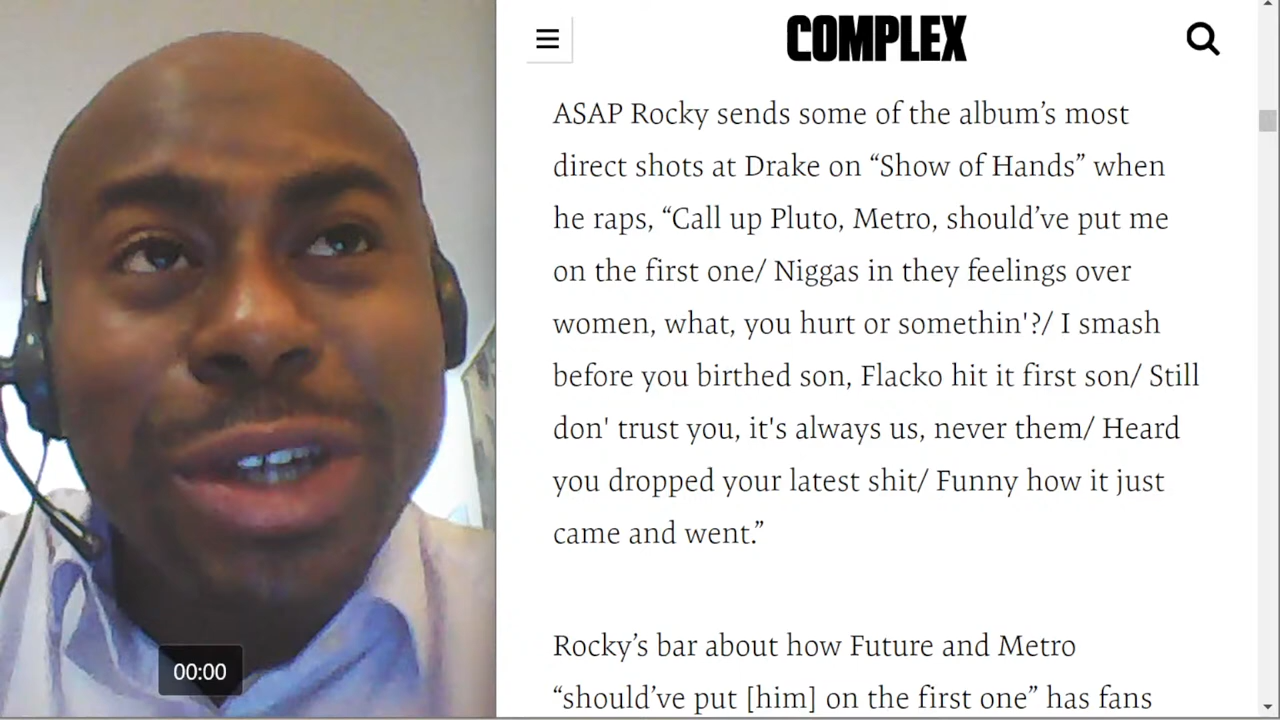 COMPLEX
ASAP Rocky sends some of the album’s most
direct shots at Drake on “Show of Hands” when
he raps, “Call up Pluto, Metro, should’ve put me
on the first one/ Niggas in they feelings over
women, what, you hurt or somethin'?/ I smash
before you birthed son, Flacko hit it first son/ Still
don' trust you, it's always us, never them/ Heard
you dropped your latest shit/ Funny how it just
came and went.”
Rocky’s bar about how Future and Metro
“should’ve put [him] on the first one” has fans
00:00